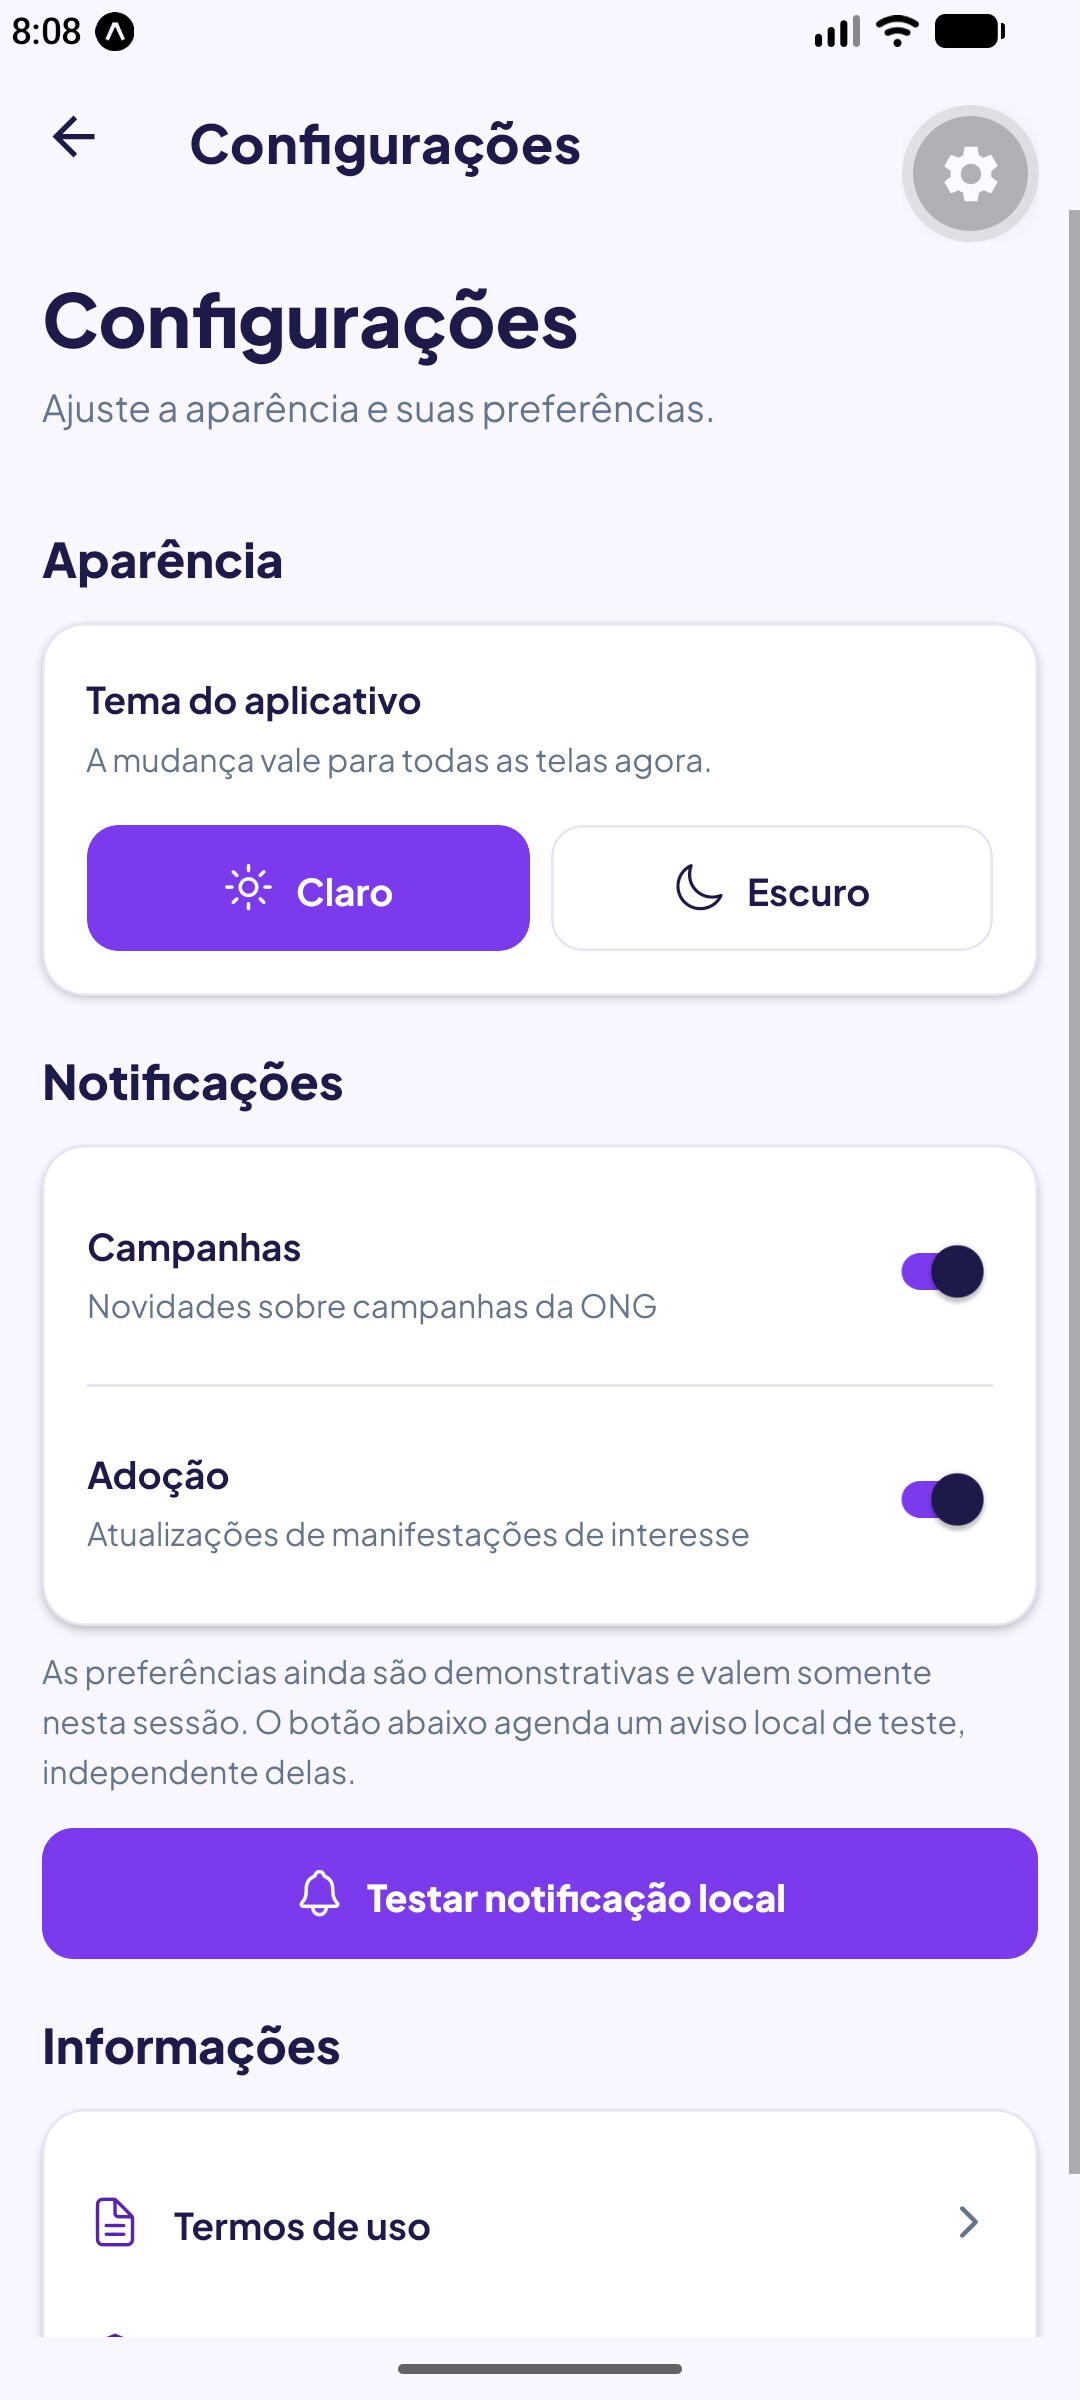 8:08
Configurações
Configurações
Ajuste a aparência e suas preferências.
Aparência
Tema do aplicativo
A mudança vale para todas as telas agora.
Claro
Escuro
Notificações
Campanhas
Novidades sobre campanhas da ONG
Adoção
Atualizações de manifestações de interesse
As preferências ainda são demonstrativas e valem somente
nesta sessão. O botão abaixo agenda um aviso local de teste,
independente delas.
Testar notificação local
Informações
Termos de uso